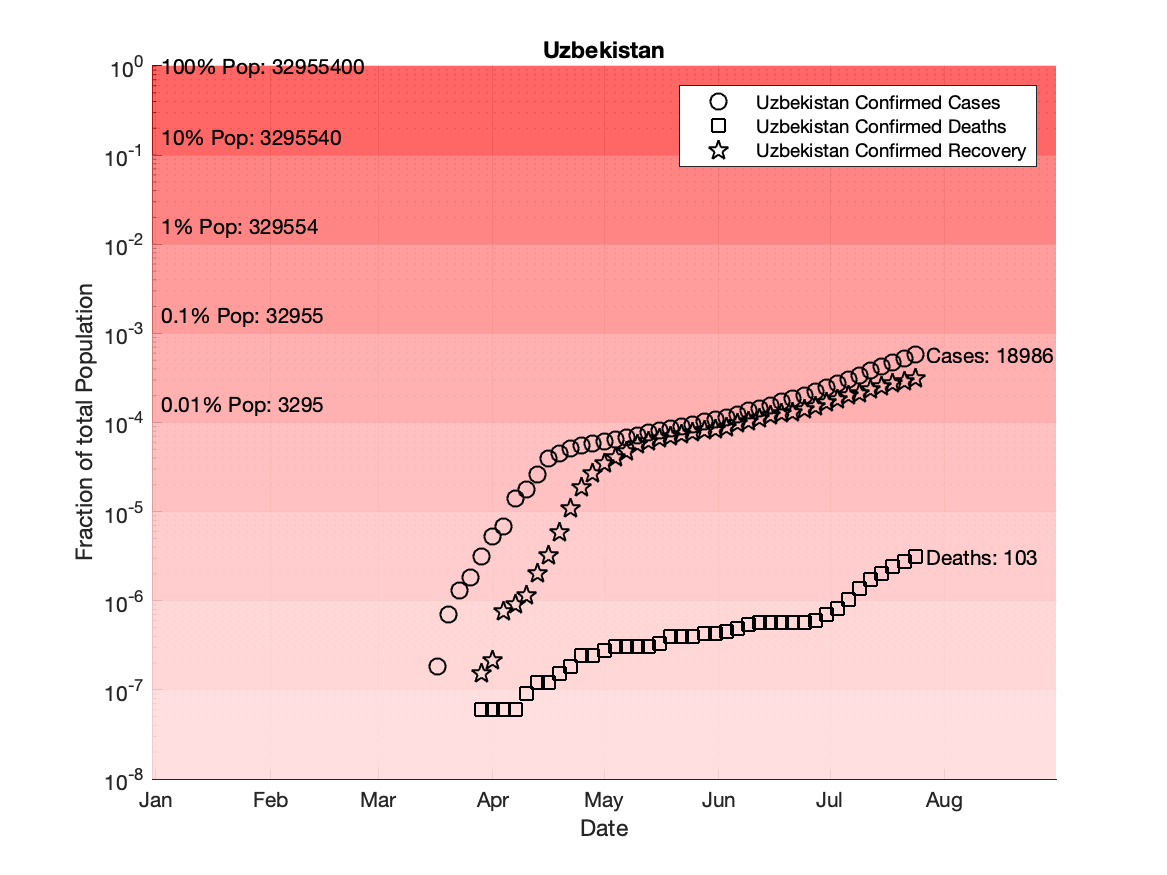 Uzbekistan
10^0
100% Pop: 32955400
Uzbekistan Confirmed Cases
Uzbekistan Confirmed Deaths
Uzbekistan Confirmed Recovery
10% Pop: 3295540
10^-1
1% Pop: 329554
10^-2
0.1% Pop: 32955
10^-3
Cases: 18986
0.01% Pop: 3295
10^-4
10^-5
Deaths: 103
10^-6
10^-7
10^-8
Fraction of total Population
Jan Feb Mar Apr May Jun Jul Aug
Date